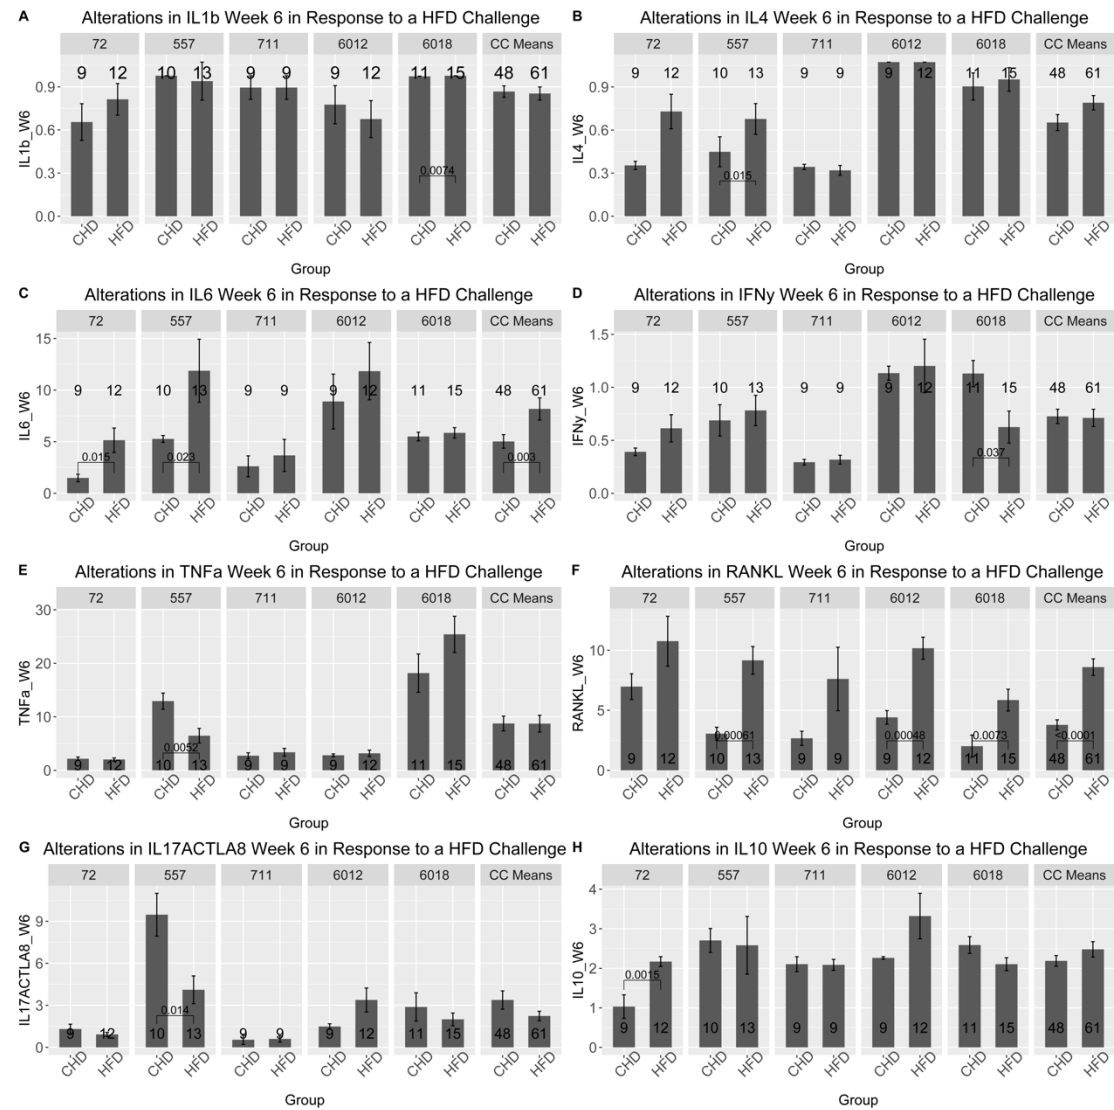 A Alterations in IL1b Week 6 in Response to a HFD Challenge
72 557 711 6012 6018 CC Means
9 12 10 13 9 9 9 12 11 15 48 61
0.9
0.6
0.3
0.0
IL1b_W6
0.0074
CHD HFD CHD HFD CHD HFD CHD HFD CHD HFD CHD HFD
Group
B Alterations in IL4 Week 6 in Response to a HFD Challenge
72 557 711 6012 6018 CC Means
9 12 10 13 9 9 9 12 11 15 48 61
0.9
0.6
0.3
0.0
IL4_W6
0.015
CHD HFD CHD HFD CHD HFD CHD HFD CHD HFD CHD HFD
Group
C Alterations in IL6 Week 6 in Response to a HFD Challenge
72 557 711 6012 6018 CC Means
15
10
5
0
IL6_W6
9 12 10 13 9 9 9 12 11 15 48 61
0.015 0.023 0.003
CHD HFD CHD HFD CHD HFD CHD HFD CHD HFD CHD HFD
Group
D Alterations in IFNy Week 6 in Response to a HFD Challenge
72 557 711 6012 6018 CC Means
1.5
1.0
0.5
0.0
IFNy_W6
9 12 10 13 9 9 9 12 11 15 48 61
0.037
CHD HFD CHD HFD CHD HFD CHD HFD CHD HFD CHD HFD
Group
E Alterations in TNFa Week 6 in Response to a HFD Challenge
72 557 711 6012 6018 CC Means
30
20
10
0
TNFa_W6
0.0052
9 12 10 13 9 9 9 12 11 15 48 61
CHD HFD CHD HFD CHD HFD CHD HFD CHD HFD CHD HFD
Group
F Alterations in RANKL Week 6 in Response to a HFD Challenge
72 557 711 6012 6018 CC Means
10
5
0
RANKL_W6
0.00061 0.00048 0.0073 <0.0001
9 12 10 13 9 9 9 12 11 15 48 61
CHD HFD CHD HFD CHD HFD CHD HFD CHD HFD CHD HFD
Group
G Alterations in IL17ACTLA8 Week 6 in Response to a HFD Challenge
72 557 711 6012 6018 CC Means
9
6
3
0
IL17ACTLA8_W6
0.014
9 12 10 13 9 9 9 12 11 15 48 61
CHD HFD CHD HFD CHD HFD CHD HFD CHD HFD CHD HFD
Group
H Alterations in IL10 Week 6 in Response to a HFD Challenge
72 557 711 6012 6018 CC Means
4
3
2
1
0
IL10_W6
0.0015
9 12 10 13 9 9 9 12 11 15 48 61
CHD HFD CHD HFD CHD HFD CHD HFD CHD HFD CHD HFD
Group